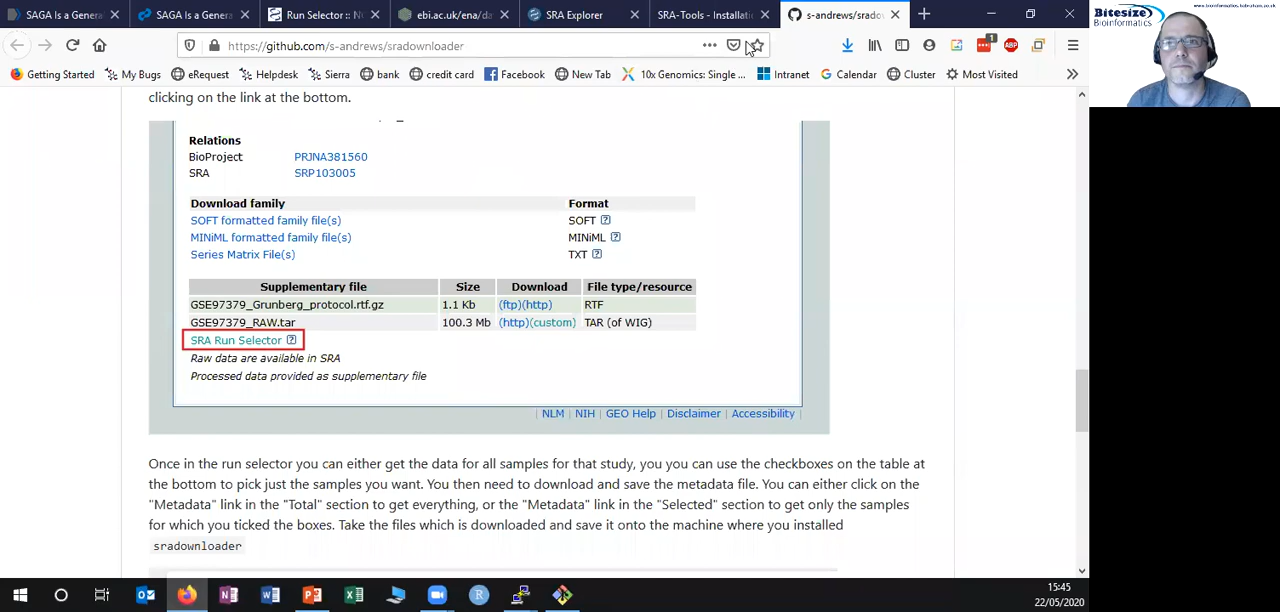 SAGA Is a Genera
SAGA Is a Genera
Run Selector :: N
ebi.ac.uk/ena/da
SRA Explorer
SRA-Tools - Installati
s-andrews/srado
https://github.com/s-andrews/sradownloader
1
ABP
Getting Started
My Bugs
eRequest
Helpdesk
Sierra
bank
credit card
Facebook
New Tab
10x Genomics: Single ...
Intranet
Calendar
Cluster
Most Visited
Bitesize
Bioinformatics
www.bioinformatics.babraham.ac.uk
clicking on the link at the bottom.
Relations
BioProject PRJNA381560
SRA SRP103005
Download family Format
SOFT formatted family file(s) SOFT ?
MINiML formatted family file(s) MINiML ?
Series Matrix File(s) TXT ?
Supplementary file Size Download File type/resource
GSE97379_Grunberg_protocol.rtf.gz 1.1 Kb (ftp)(http) RTF
GSE97379_RAW.tar 100.3 Mb (http)(custom) TAR (of WIG)
SRA Run Selector ?
Raw data are available in SRA
Processed data provided as supplementary file
| NLM | NIH | GEO Help | Disclaimer | Accessibility |
Once in the run selector you can either get the data for all samples for that study, you you can use the checkboxes on the table at
the bottom to pick just the samples you want. You then need to download and save the metadata file. You can either click on the
"Metadata" link in the "Total" section to get everything, or the "Metadata" link in the "Selected" section to get only the samples
for which you ticked the boxes. Take the files which is downloaded and save it onto the machine where you installed
sradownloader
15:45
22/05/2020